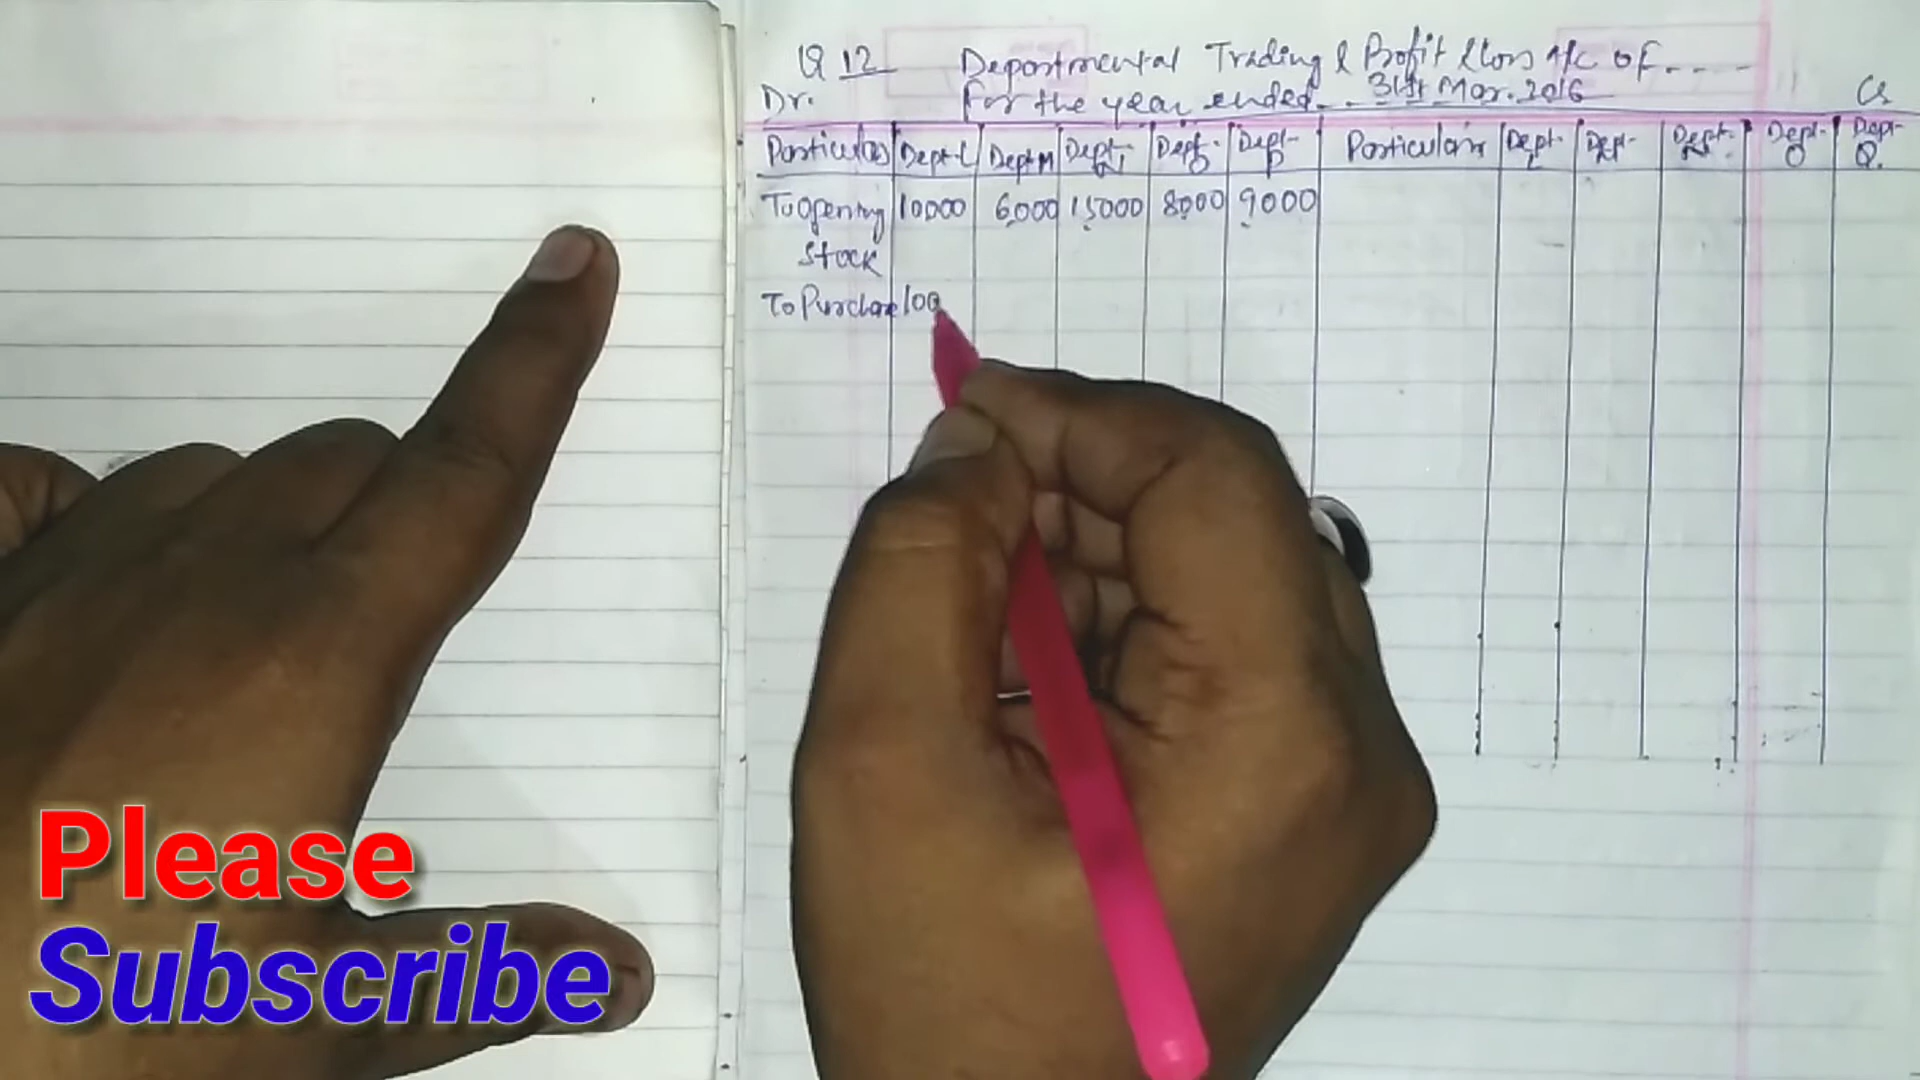 Q 12 Departmental Trading & Profit & Loss A/c of....
Dr. For the year ended.. 31st Mar. 2016 Cr
Particulars Dept-L Dept M Dept- N Dept- O Dept- P Particulars Dept- L Dept- Dept- N Dept- O Dept- Q.
To opening 10000 6000 15000 8000 9000
Stock
To Purchase 100
Please
Subscribe